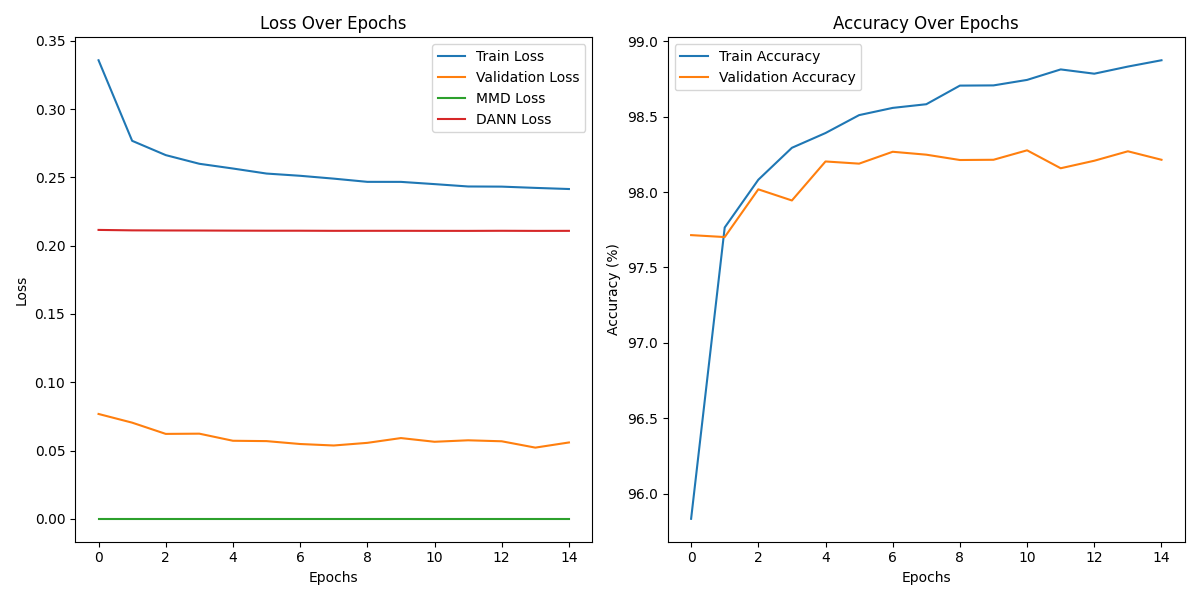 Loss Over Epochs
0.35
0.30
0.25
0.20
0.15
0.10
0.05
0.00
Loss
0 2 4 6 8 10 12 14
Epochs
Train Loss
Validation Loss
MMD Loss
DANN Loss
Accuracy Over Epochs
99.0
98.5
98.0
97.5
97.0
96.5
96.0
Accuracy (%)
0 2 4 6 8 10 12 14
Epochs
Train Accuracy
Validation Accuracy